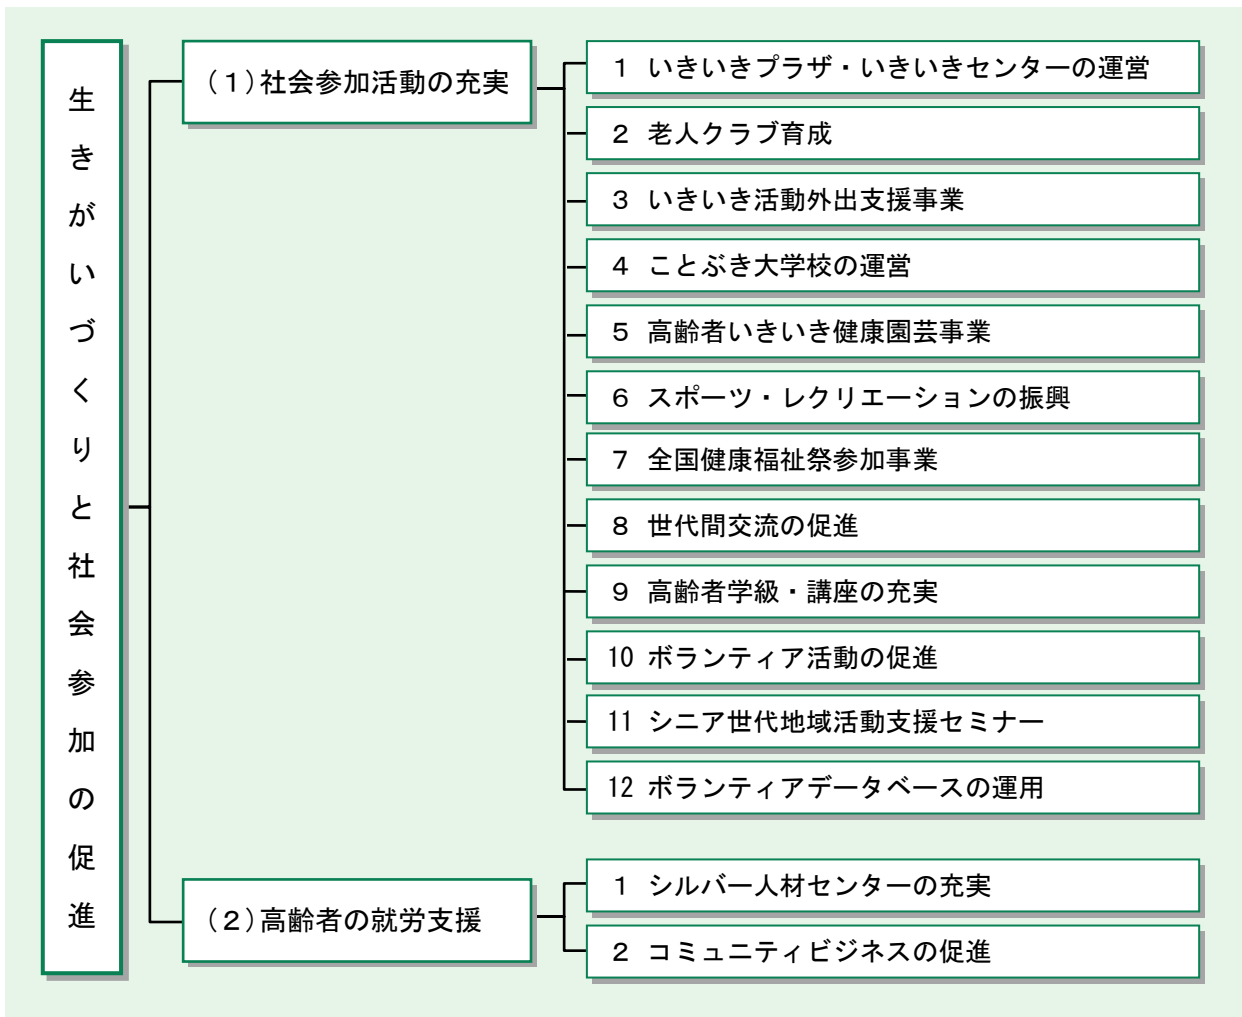 生きがいづくりと社会参加の促進
（１）社会参加活動の充実
１ いきいきプラザ・いきいきセンターの運営
２ 老人クラブ育成
３ いきいき活動外出支援事業
４ ことぶき大学校の運営
５ 高齢者いきいき健康園芸事業
６ スポーツ・レクリエーションの振興
７ 全国健康福祉祭参加事業
８ 世代間交流の促進
９ 高齢者学級・講座の充実
10 ボランティア活動の促進
11 シニア世代地域活動支援セミナー
12 ボランティアデータベースの運用
（２）高齢者の就労支援
１ シルバー人材センターの充実
２ コミュニティビジネスの促進